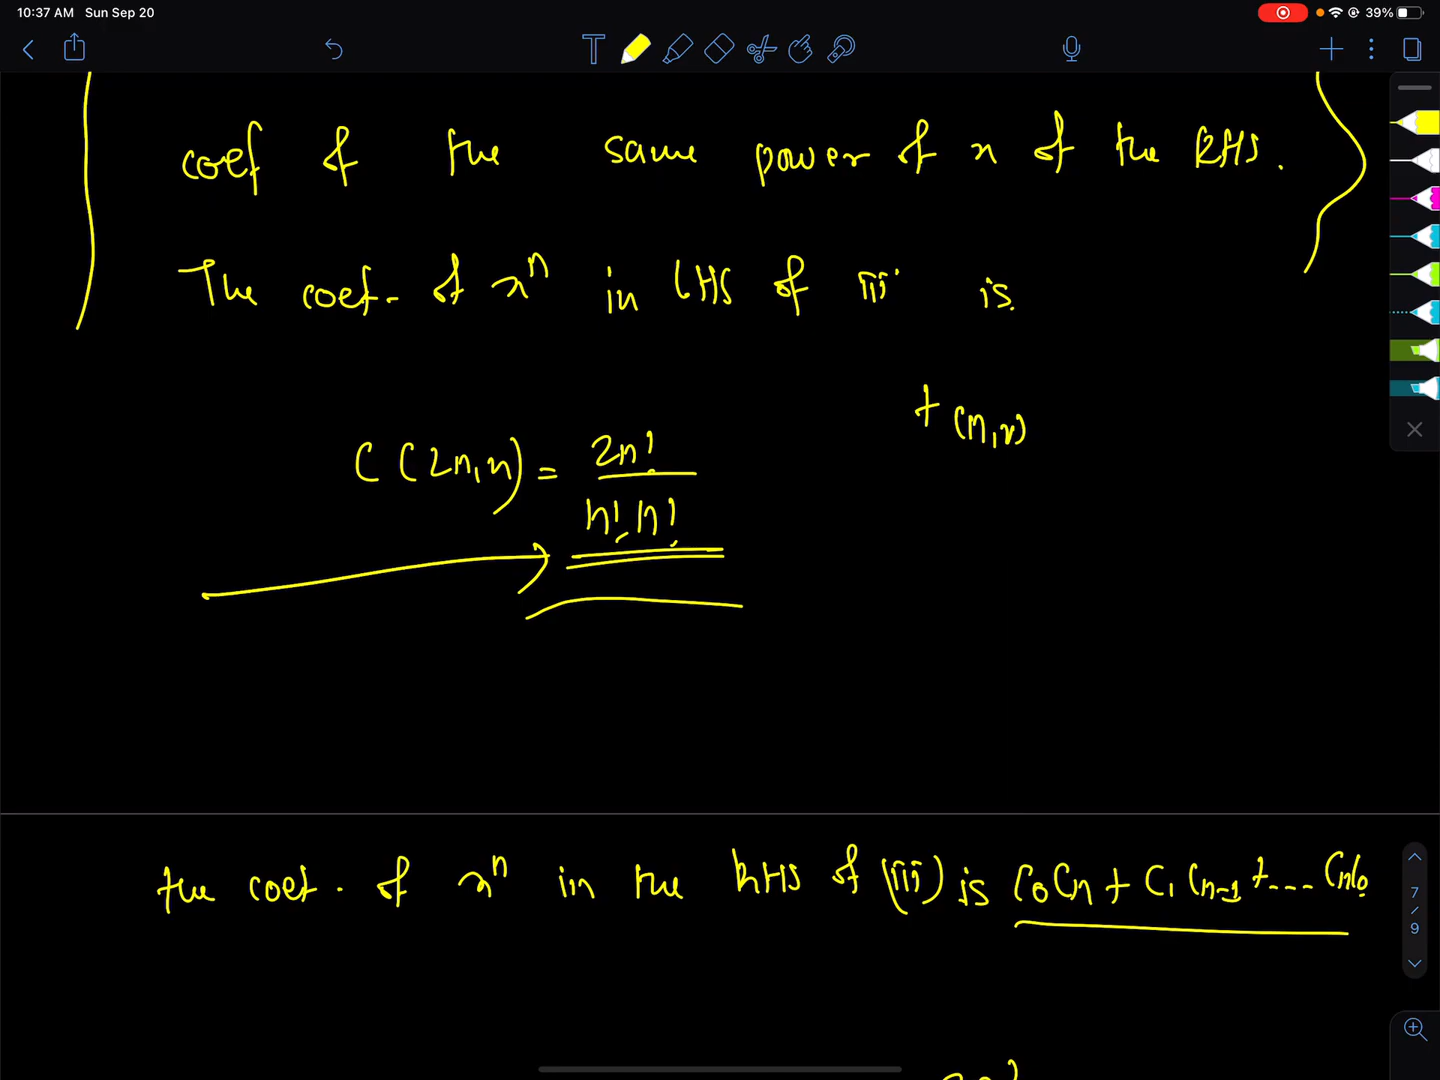 10:37 AM Sun Sep 20
39%
coef of the same power of x of the RHS.
The coef. of xⁿ in LHS of iii is
t(n,r)
C(2n,n) = 2n!
n! n!
the coef. of xⁿ in the RHS of (iii) is C₀Cn + C₁Cn-1 + .... CnC₀
7
/
9